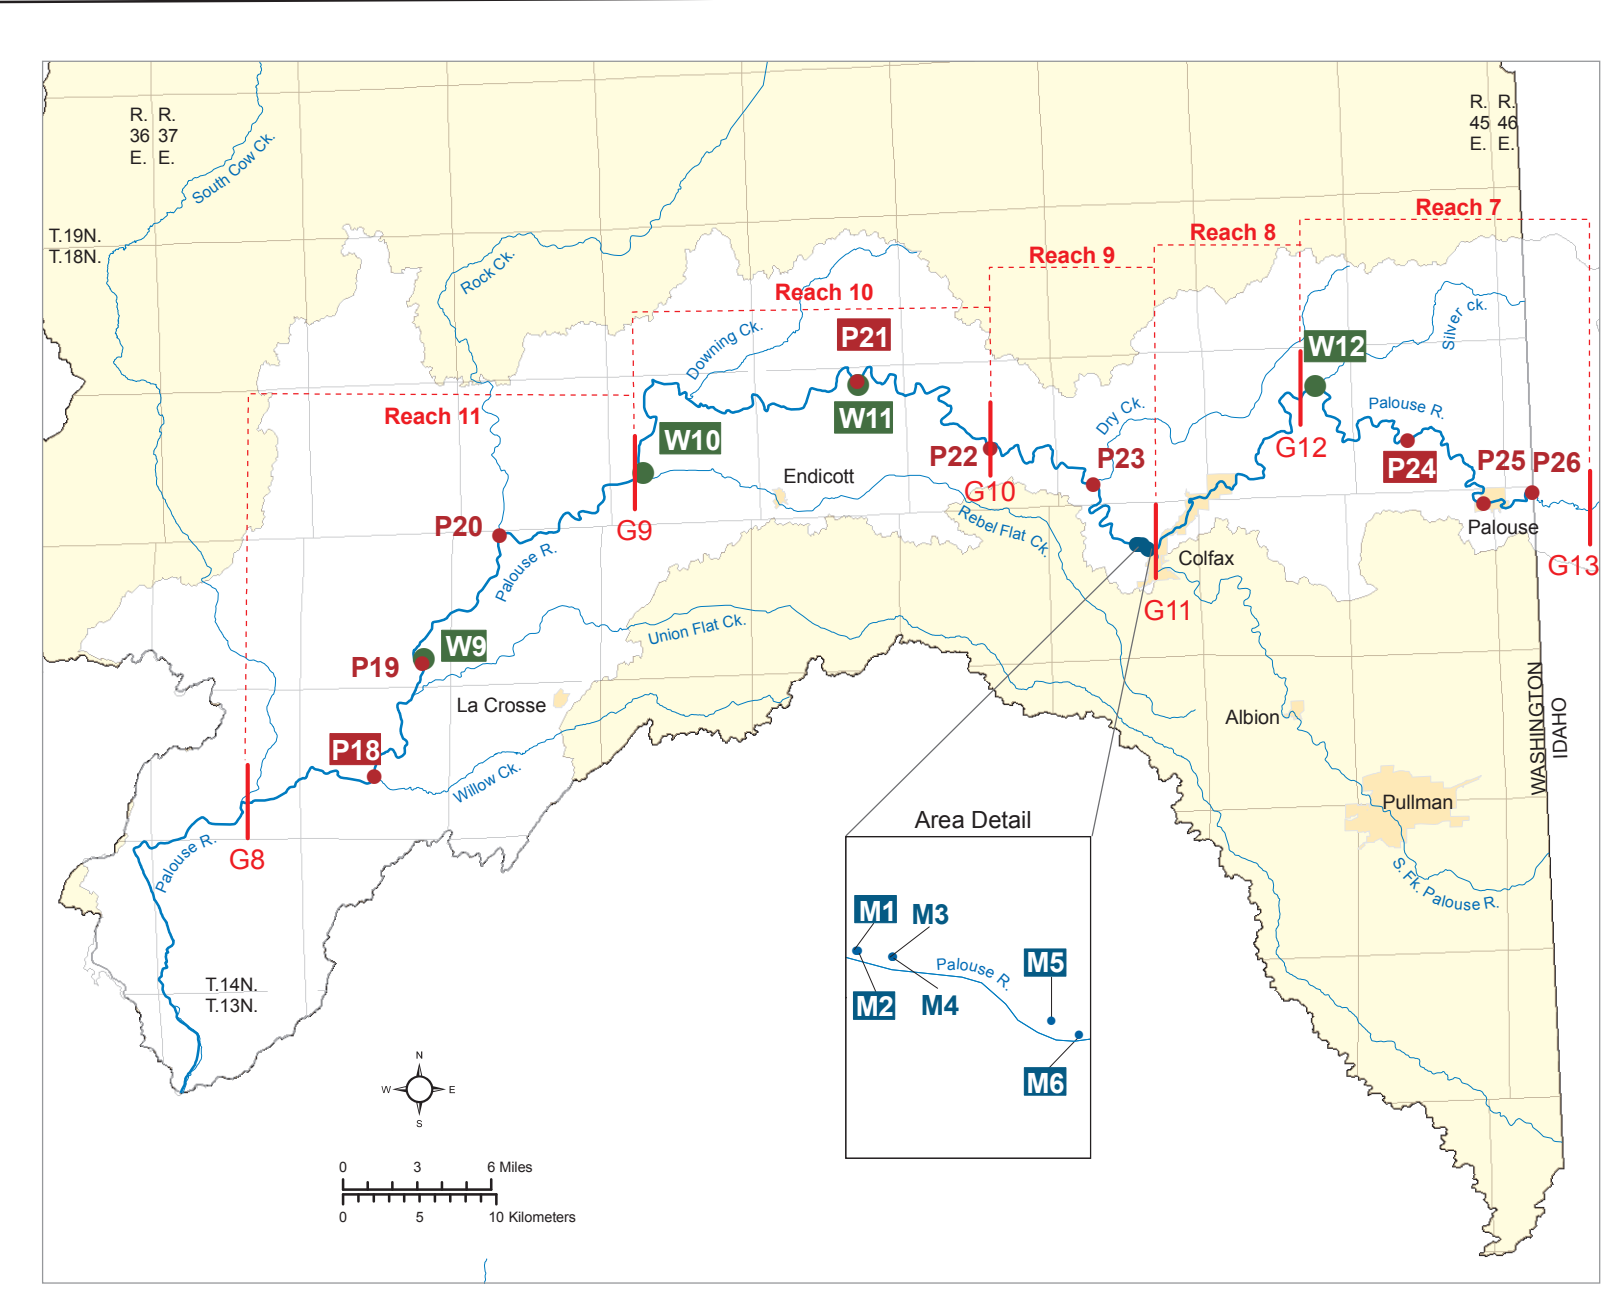 R. R.
36 37
E. E.
R. R.
45 46
E. E.
South Cow Ck.
T.19N.
T.18N.
Rock Ck.
Reach 7
Reach 8
Reach 9
Reach 10
Reach 11
Downing Ck.
P21
W11
W12
Silver ck.
Palouse R.
Dry Ck.
W10
Endicott
P22
G10
P23
G12
P24
P25
P26
Palouse
G13
G9
P20
Palouse R.
Rebel Flat Ck.
Colfax
G11
Union Flat Ck.
W9
P19
La Crosse
P18
Willow Ck.
G8
Palouse R.
Albion
WASHINGTON
IDAHO
Pullman
S. Fk. Palouse R.
Area Detail
M1
M3
Palouse R.
M5
M2
M4
M6
T.14N.
T.13N.
N
W E
S
0 3 6 Miles
0 5 10 Kilometers